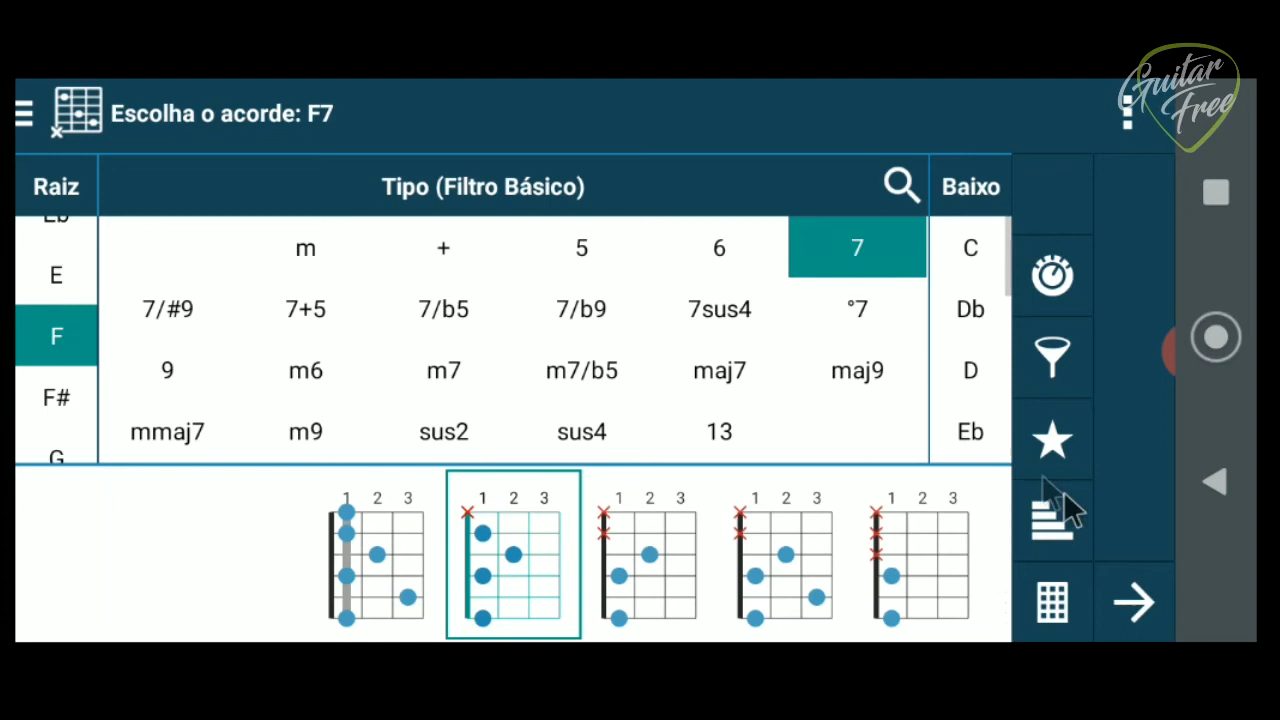 Guitar
Free
Escolha o acorde: F7
Raiz
Tipo (Filtro Básico)
Baixo
Eb
E
F
F#
G
m + 5 6 7
7/#9 7+5 7/b5 7/b9 7sus4 °7
9 m6 m7 m7/b5 maj7 maj9
mmaj7 m9 sus2 sus4 13
C
Db
D
Eb
1 2 3
1 2 3
1 2 3
1 2 3
1 2 3